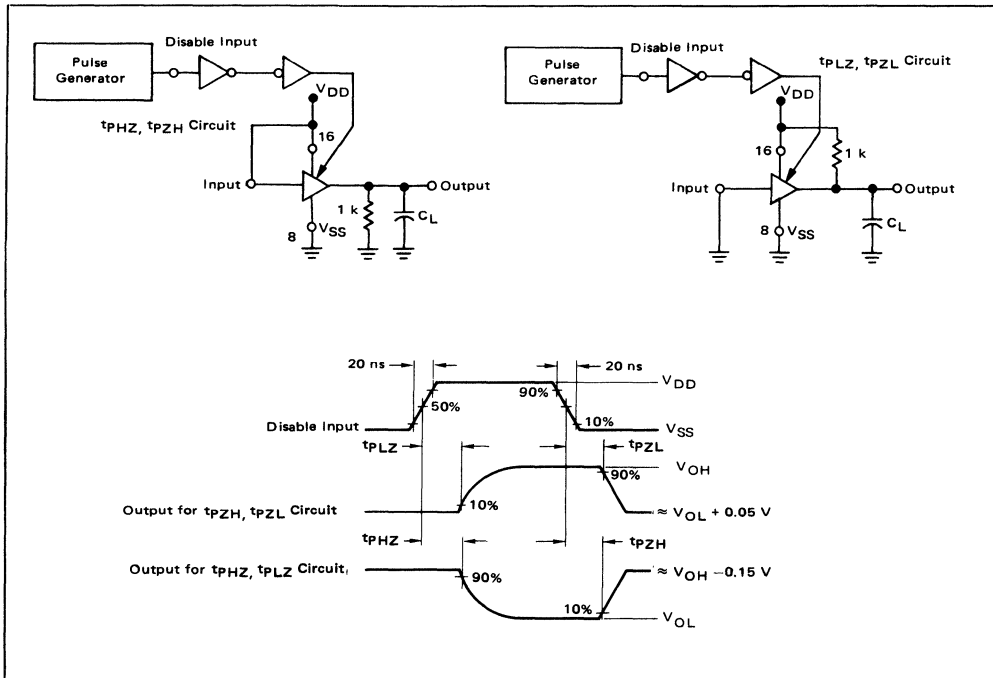 Disable Input
Pulse
Generator
VDD
tPHZ, tPZH Circuit
16
Input
Output
1 k
CL
8
VSS
Disable Input
tPLZ, tPZL Circuit
Pulse
Generator
VDD
16
1 k
Input
Output
CL
8
VSS
20 ns
20 ns
VDD
90%
50%
10%
Disable Input
VSS
tPLZ
tPZL
VOH
90%
10%
Output for tPZH, tPZL Circuit
≈ VOL + 0.05 V
tPHZ
tPZH
Output for tPHZ, tPLZ Circuit
90%
≈ VOH −0.15 V
10%
VOL